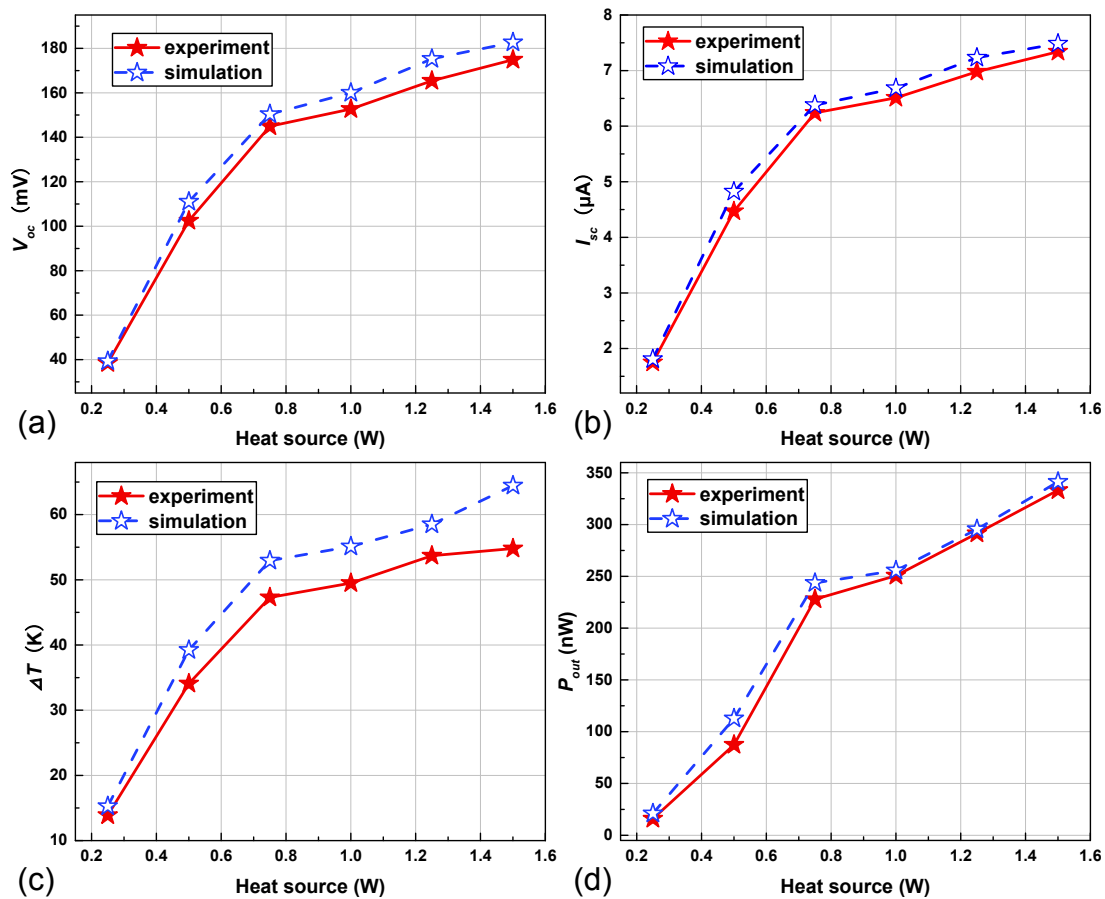 experiment
simulation
180
160
140
120
100
80
60
40
V_oc (mV)
0.2 0.4 0.6 0.8 1.0 1.2 1.4 1.6
Heat source (W)
(a)
experiment
simulation
8
7
6
5
4
3
2
1
I_sc (μA)
0.2 0.4 0.6 0.8 1.0 1.2 1.4 1.6
Heat source (W)
(b)
experiment
simulation
60
50
40
30
20
10
ΔT (K)
0.2 0.4 0.6 0.8 1.0 1.2 1.4 1.6
Heat source (W)
(c)
experiment
simulation
350
300
250
200
150
100
50
0
P_out (nW)
0.2 0.4 0.6 0.8 1.0 1.2 1.4 1.6
Heat source (W)
(d)